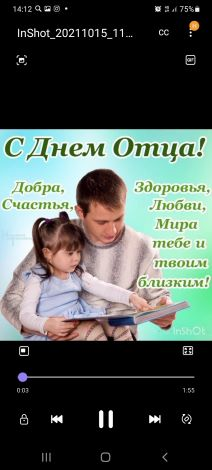 14:12
75%
InShot_20211015_11...
CC
GIF
С Днем Отца!
Добра,
Счастья,
Здоровья,
Любви,
Мира
тебе и
твоим
близким!
InShOt
0:03
1:55